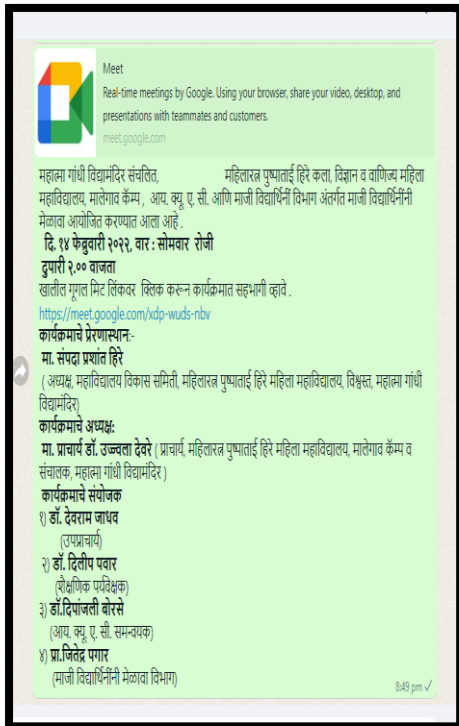 Meet
Real-time meetings by Google. Using your browser, share your video, desktop, and
presentations with teammates and customers.
meet.google.com
महात्मा गांधी विद्यामंदिर संचलित, महिलारत्न पुष्पाताई हिरे कला, विज्ञान व वाणिज्य महिला
महाविद्यालय, मालेगाव कॅम्प , आय. क्यू. ए. सी. आणि माजी विद्यार्थिनीं विभाग अंतर्गत माजी विद्यार्थिनींनी
मेळावा आयोजित करण्यात आला आहे .
दि. १४ फेब्रुवारी २०२२, वार : सोमवार रोजी
दुपारी २.०० वाजता
खालील गूगल मिट लिंकवर क्लिक करून कार्यक्रमात सहभागी व्हावे .
https://meet.google.com/xdp-wuds-nbv
कार्यक्रमाचे प्रेरणास्थान:-
मा. संपदा प्रशांत हिरे
( अध्यक्ष, महाविद्यालय विकास समिती, महिलारत्न पुष्पाताई हिरे महिला महाविद्यालय, विश्वस्त, महात्मा गांधी
विद्यामंदिर)
कार्यक्रमाचे अध्यक्ष:
मा. प्राचार्य डॉ. उज्ज्वला देवरे ( प्राचार्य, महिलारत्न पुष्पाताई हिरे महिला महाविद्यालय, मालेगाव कॅम्प व
संचालक, महात्मा गांधी विद्यामंदिर )
कार्यक्रमाचे संयोजक
१) डॉ. देवराम जाधव
(उपप्राचार्य)
२) डॉ. दिलीप पवार
(शैक्षणिक पर्यवेक्षक)
३) डॉ.दिपांजली बोरसे
(आय. क्यू. ए. सी. समन्वयक)
४) प्रा.जितेद्र पगार
(माजी विद्यार्थिनींनी मेळावा विभाग)
8:49 pm